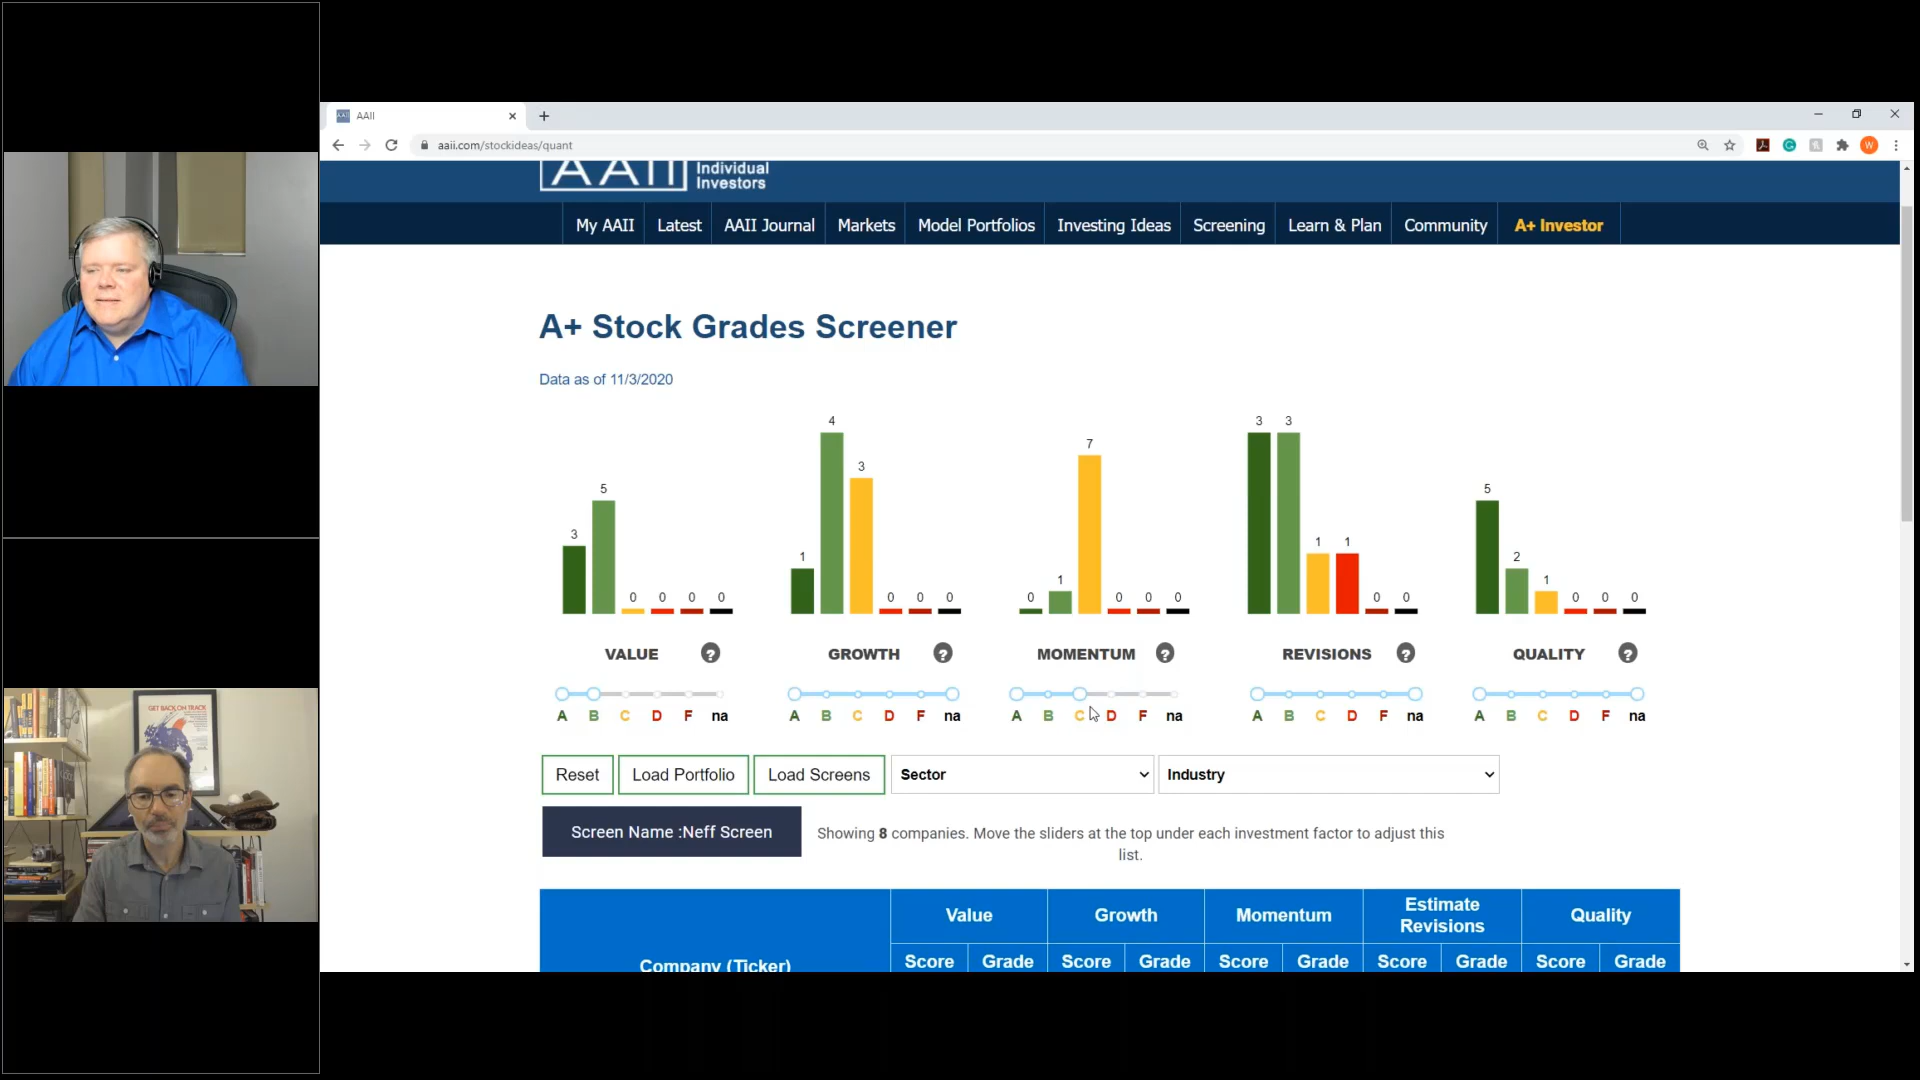 GET BACK ON TRACK
AAII
aaii.com/stockideas/quant
W
AAII
Individual
Investors
My AAII
Latest
AAII Journal
Markets
Model Portfolios
Investing Ideas
Screening
Learn & Plan
Community
A+ Investor
A+ Stock Grades Screener
Data as of 11/3/2020
3 5 0 0 0 0
1 4 3 0 0 0
0 1 7 0 0 0
3 3 1 1 0 0
5 2 1 0 0 0
VALUE ?
GROWTH ?
MOMENTUM ?
REVISIONS ?
QUALITY ?
A B C D F na
A B C D F na
A B C D F na
A B C D F na
A B C D F na
Reset
Load Portfolio
Load Screens
Sector
Industry
Screen Name :Neff Screen
Showing 8 companies. Move the sliders at the top under each investment factor to adjust this
list.
Company (Ticker)
Value
Growth
Momentum
Estimate
Revisions
Quality
Score Grade Score Grade Score Grade Score Grade Score Grade